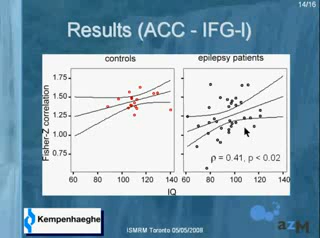 14/16
Results (ACC - IFG-l)
controls
epilepsy patients
Fisher-Z correlation
1.75
1.50
1.25
1.00
0.75
ρ = 0.41, p < 0.02
60 80 100 120 140 60 80 100 120 140
IQ
Kempenhaeghe
ISMRM Toronto 05/05/2008
azM